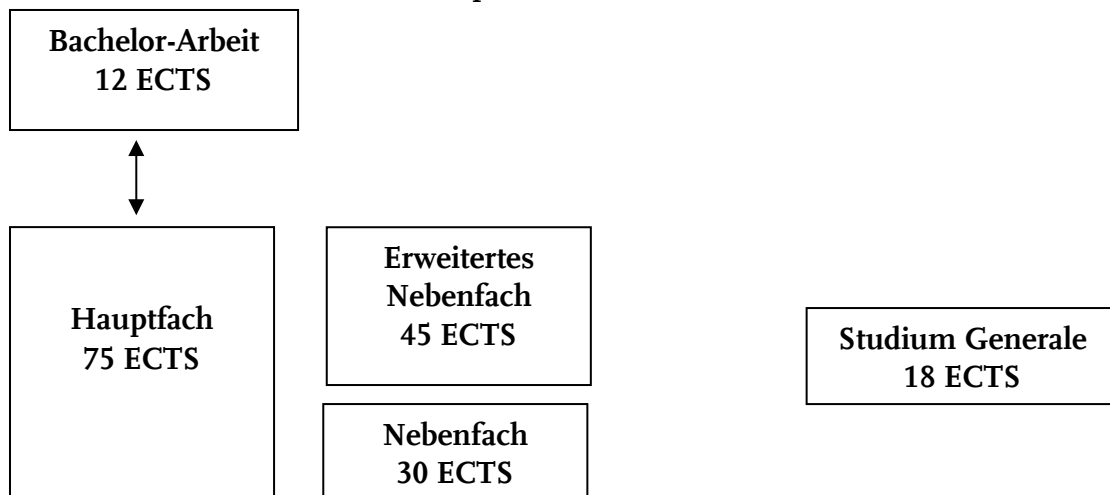 Bachelor-Arbeit
12 ECTS
Hauptfach
75 ECTS
Erweitertes
Nebenfach
45 ECTS
Nebenfach
30 ECTS
Studium Generale
18 ECTS